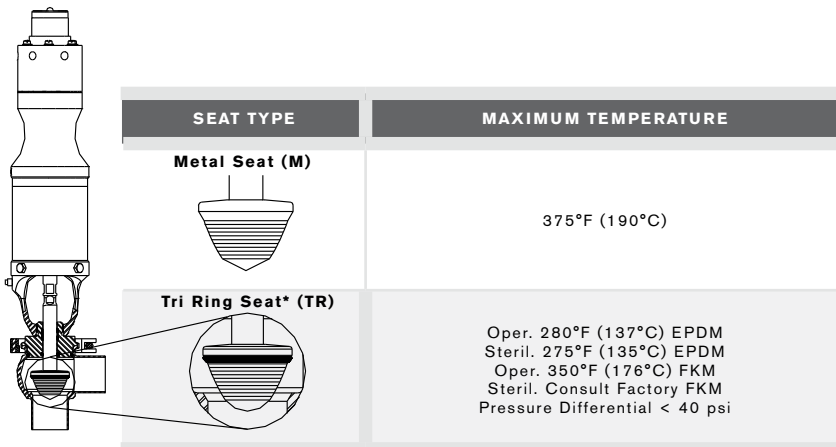 SEAT TYPE
MAXIMUM TEMPERATURE
Metal Seat (M)
375°F (190°C)
Tri Ring Seat* (TR)
Oper. 280°F (137°C) EPDM
Steril. 275°F (135°C) EPDM
Oper. 350°F (176°C) FKM
Steril. Consult Factory FKM
Pressure Differential < 40 psi